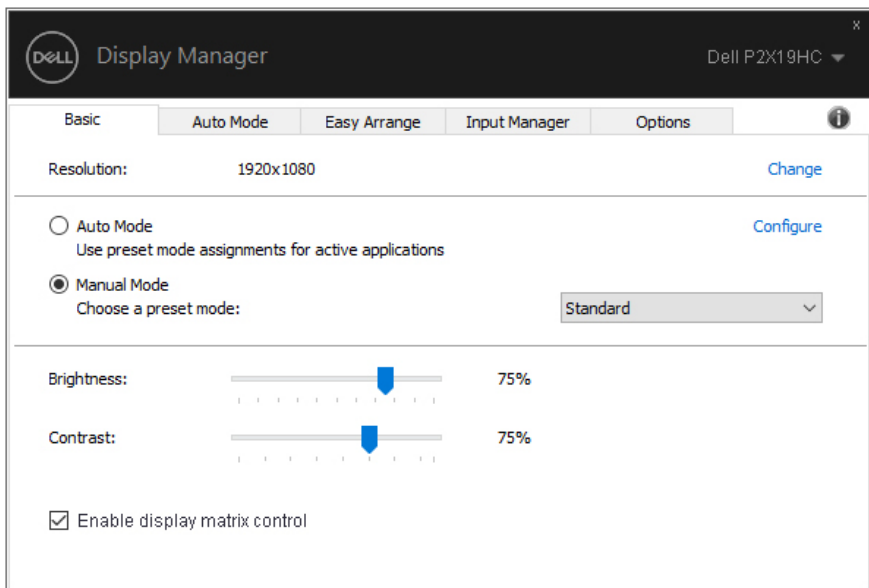 x
DELL Display Manager Dell P2X19HC
Basic Auto Mode Easy Arrange Input Manager Options
Resolution: 1920x1080 Change
Auto Mode Configure
Use preset mode assignments for active applications
Manual Mode
Choose a preset mode: Standard
Brightness: 75%
Contrast: 75%
Enable display matrix control